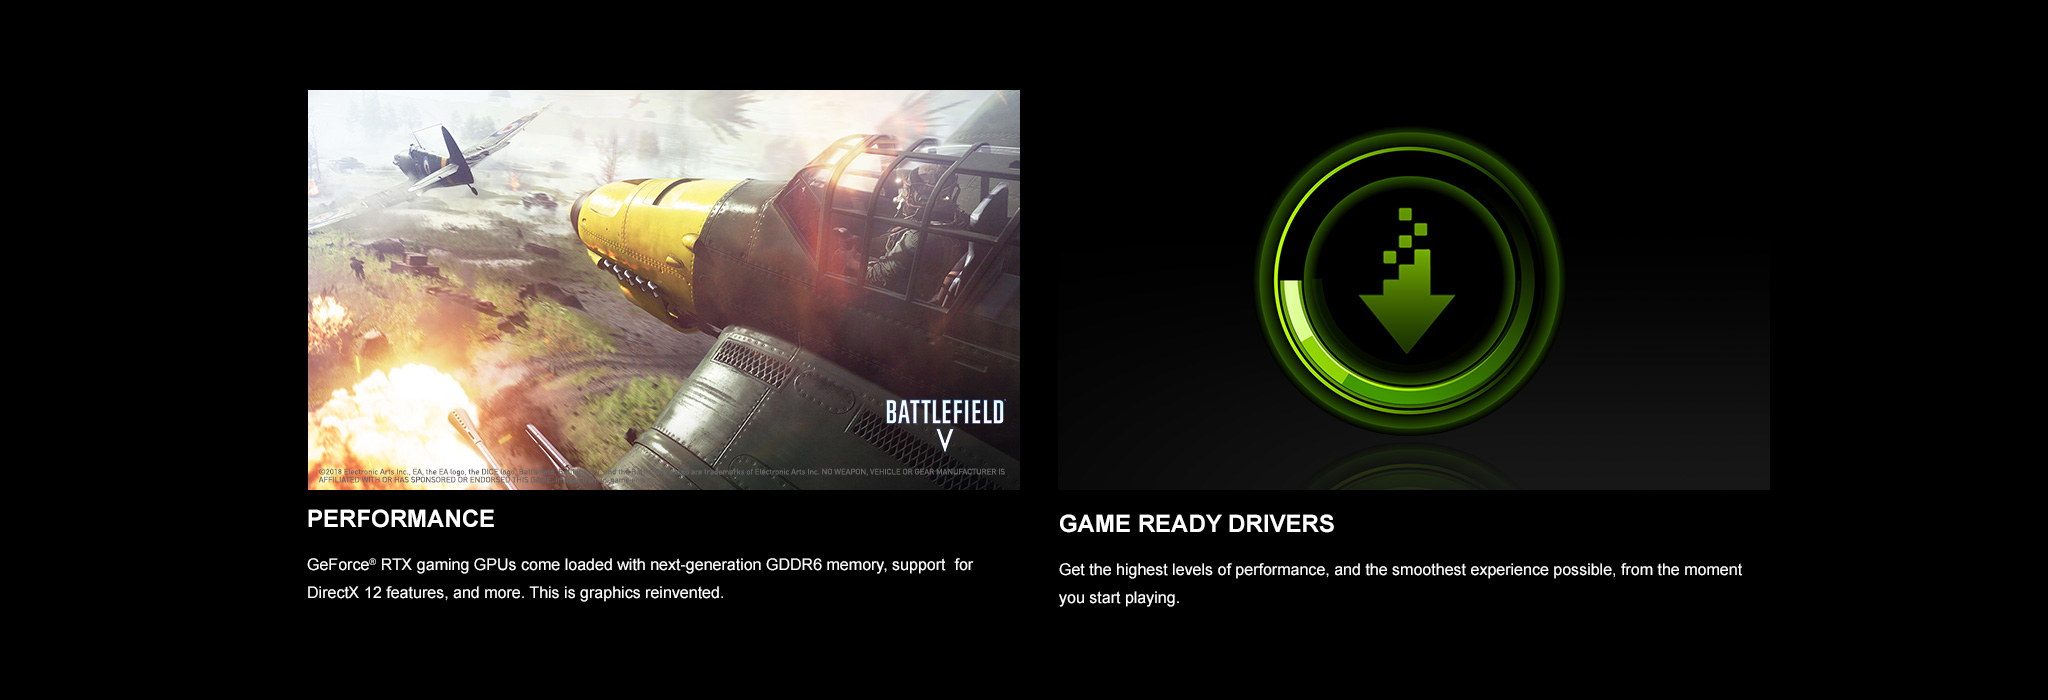 BATTLEFIELD
V
©2018 Electronic Arts Inc., EA, the EA logo, the DICE logo, are trademarks of Electronic Arts Inc. NO WEAPON, VEHICLE OR GEAR MANUFACTURER IS
AFFILIATED WITH OR HAS SPONSORED OR ENDORSED THIS
PERFORMANCE
GeForce® RTX gaming GPUs come loaded with next-generation GDDR6 memory, support for
DirectX 12 features, and more. This is graphics reinvented.
GAME READY DRIVERS
Get the highest levels of performance, and the smoothest experience possible, from the moment
you start playing.